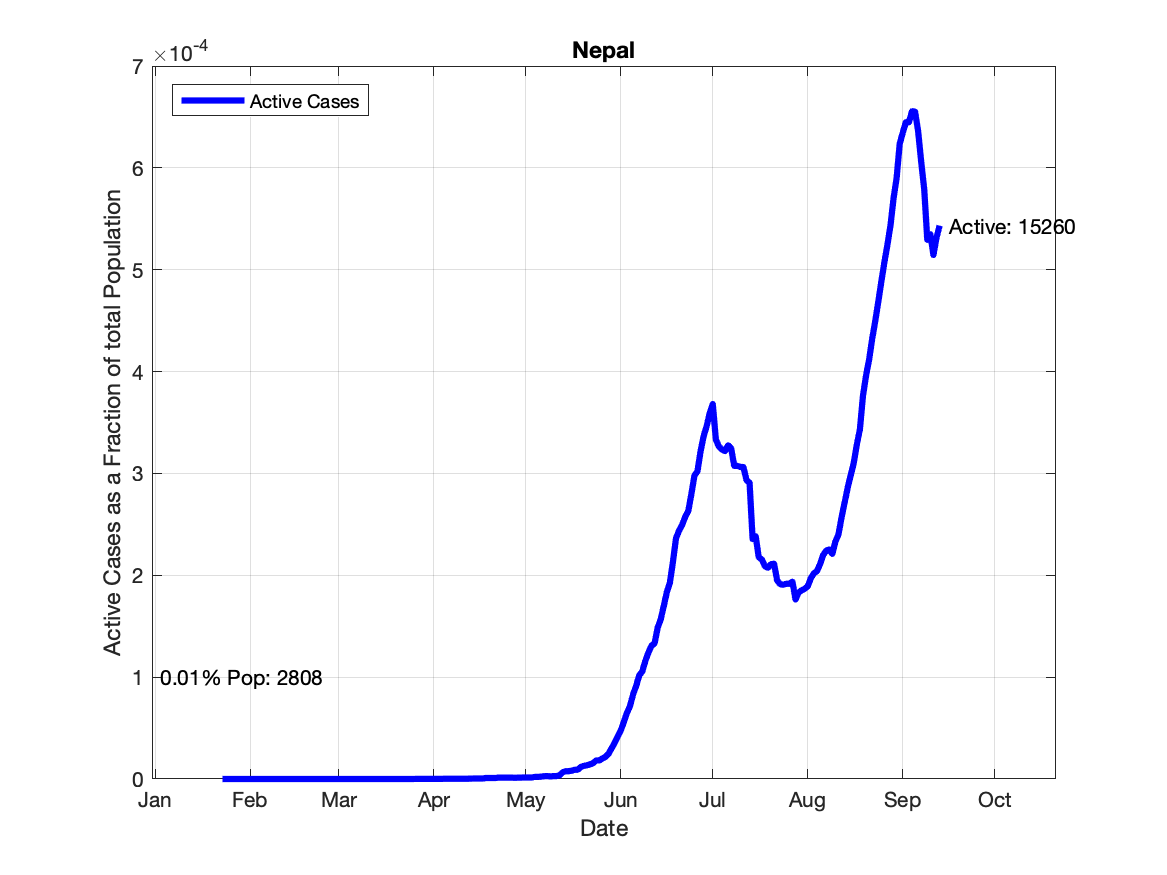 Nepal
×10-4
7
6
5
4
3
2
1
0
Active Cases
Active: 15260
0.01% Pop: 2808
Active Cases as a Fraction of total Population
Jan Feb Mar Apr May Jun Jul Aug Sep Oct
Date